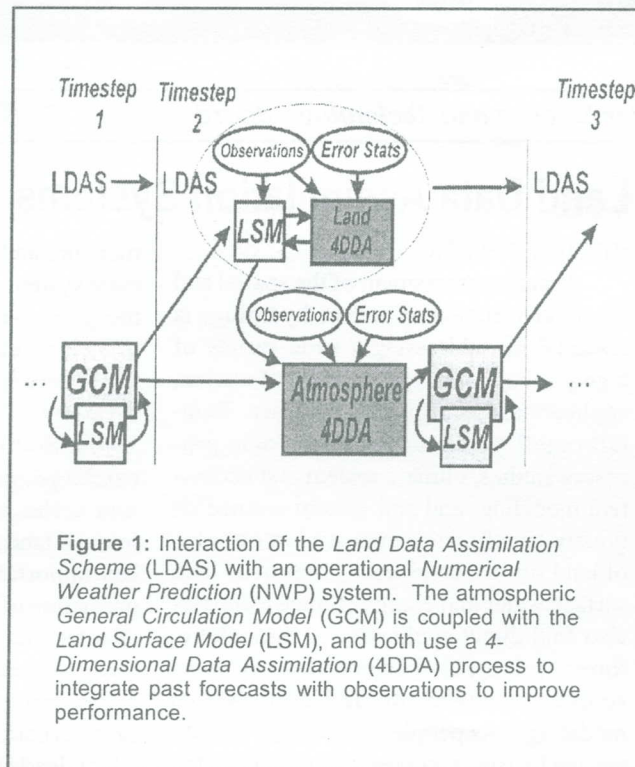 Timestep 1
Timestep 2
Timestep 3
LDAS
LDAS
LDAS
Observations
Error Stats
LSM
Land 4DDA
Observations
Error Stats
...
GCM
LSM
Atmosphere 4DDA
GCM
LSM
...
Figure 1: Interaction of the Land Data Assimilation
Scheme (LDAS) with an operational Numerical
Weather Prediction (NWP) system. The atmospheric
General Circulation Model (GCM) is coupled with the
Land Surface Model (LSM), and both use a 4-
Dimensional Data Assimilation (4DDA) process to
integrate past forecasts with observations to improve
performance.